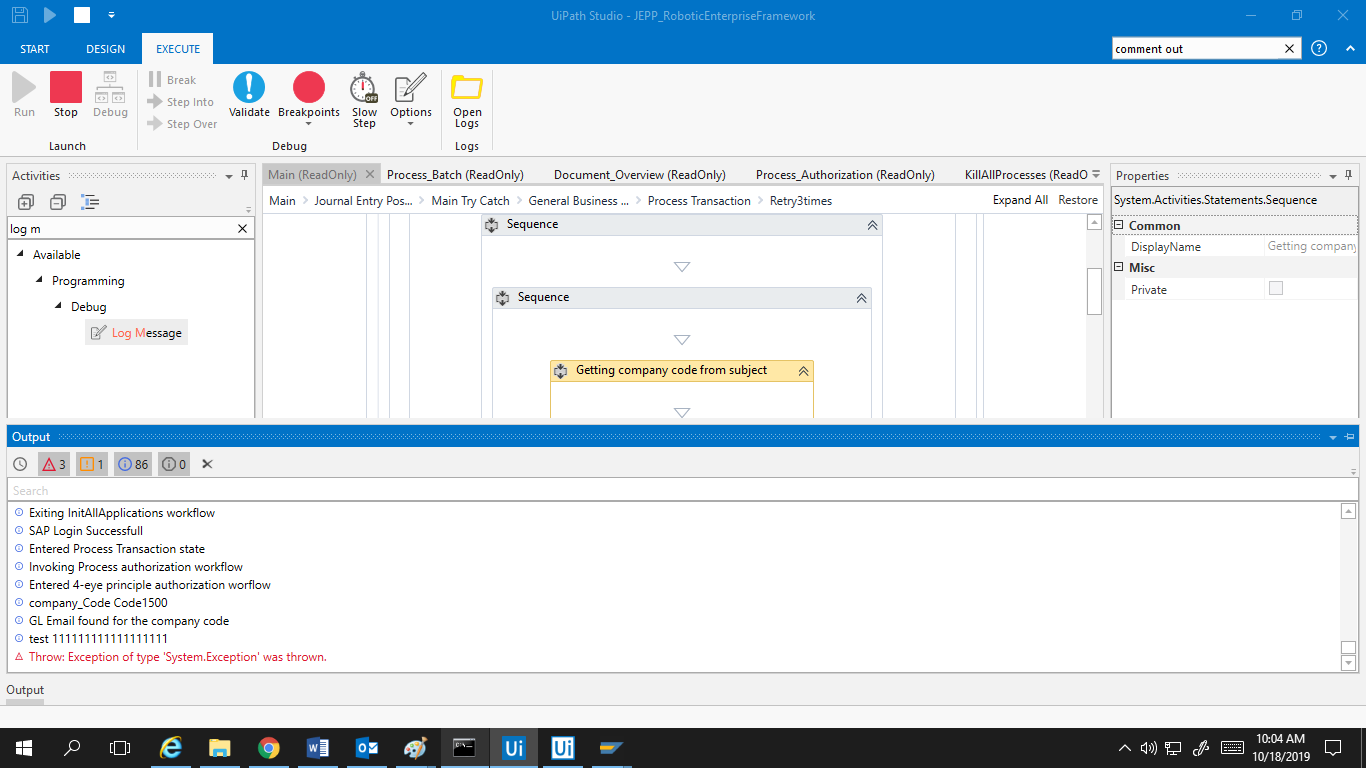 UiPath Studio - JEPP_RoboticEnterpriseFramework
START DESIGN EXECUTE comment out
Run Stop Debug
Break
Step Into
Step Over
Validate Breakpoints Slow Step Options Open Logs
Launch Debug Logs
Activities
log m
Available
Programming
Debug
Log Message
Main (ReadOnly) Process_Batch (ReadOnly) Document_Overview (ReadOnly) Process_Authorization (ReadOnly) KillAllProcesses (ReadO
Main > Journal Entry Pos... > Main Try Catch > General Business ... > Process Transaction > Retry3times Expand All Restore
Sequence
Sequence
Getting company code from subject
Properties
System.Activities.Statements.Sequence
Common
DisplayName Getting company
Misc
Private
Output
3 1 86 0
Search
Exiting InitAllApplications workflow
SAP Login Successfull
Entered Process Transaction state
Invoking Process authorization workflow
Entered 4-eye principle authorization worflow
company_Code Code1500
GL Email found for the company code
test 111111111111111111
Throw: Exception of type 'System.Exception' was thrown.
Output
10:04 AM
10/18/2019